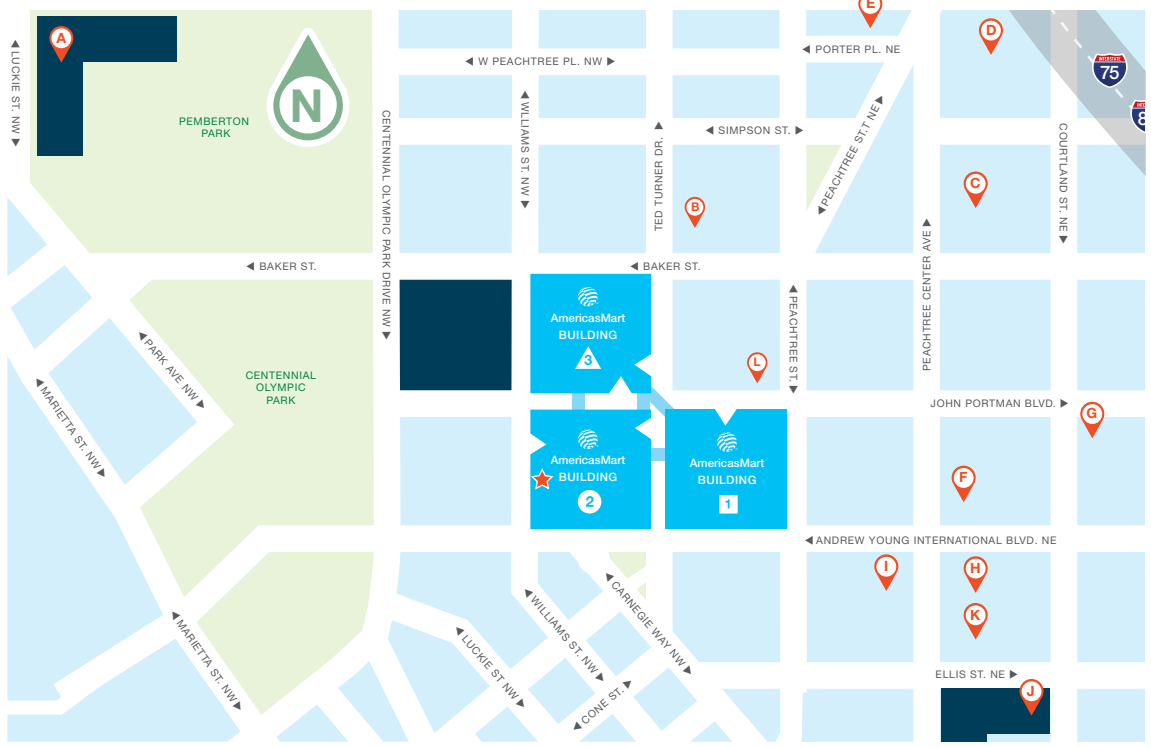 E
A
D
PORTER PL. NE
LUCKIE ST. NW
W PEACHTREE PL. NW
INTERSTATE
75
N
PEMBERTON
PARK
CENTENNIAL OLYMPIC PARK DRIVE NW
WLLIAMS ST. NW
TED TURNER DR.
SIMPSON ST.
PEACHTREE ST.T NE
COURTLAND ST. NE
INTERSTATE
8
C
B
BAKER ST.
BAKER ST.
PEACHTREE CENTER AVE
AmericasMart
BUILDING
3
PEACHTREE ST.
L
PARK AVE NW
CENTENNIAL
OLYMPIC
PARK
MARIETTA ST. NW
JOHN PORTMAN BLVD.
G
AmericasMart
BUILDING
2
AmericasMart
BUILDING
1
F
ANDREW YOUNG INTERNATIONAL BLVD. NE
I
H
K
MARIETTA ST. NW
LUCKIE ST NW
WILLIAMS ST. NW
CARNEGIE WAY NW
CONE ST.
ELLIS ST. NE
J